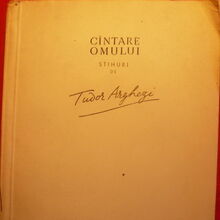 CÎNTARE
OMULUI
STIHURI
DE
Tudor Arghezi